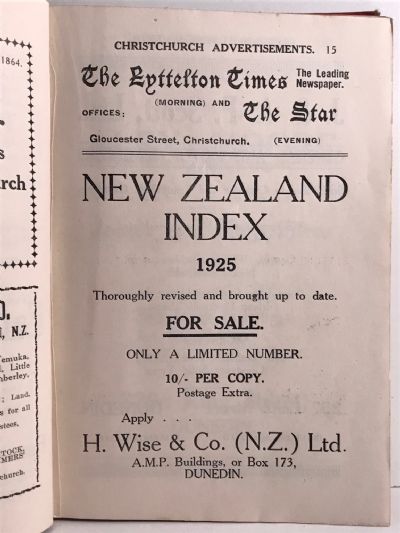 1864.
arch
N.Z.
Temuka,
Little
mberley.
; Land.
s for all
stees.
STOCK,
MERS'
church.
CHRISTCHURCH ADVERTISEMENTS. 15
The Lyttelton Times The Leading Newspaper.
(MORNING) AND
OFFICES: The Star
Gloucester Street, Christchurch. (EVENING)
NEW ZEALAND
INDEX
1925
Thoroughly revised and brought up to date.
FOR SALE.
ONLY A LIMITED NUMBER.
10/- PER COPY.
Postage Extra.
Apply . . .
H. Wise & Co. (N.Z.) Ltd.
A.M.P. Buildings, or Box 173,
DUNEDIN.